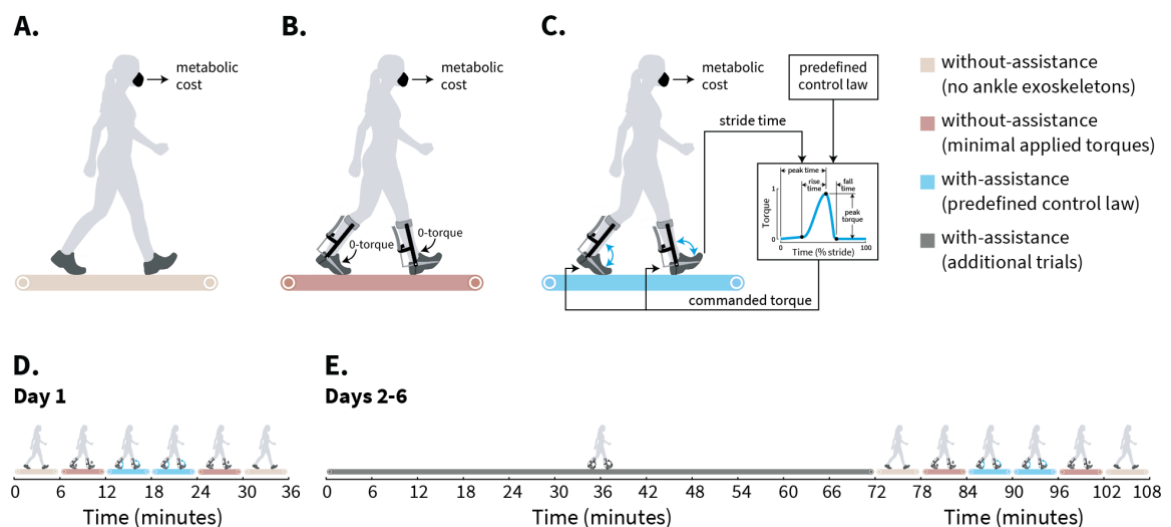 A.
metabolic
cost
B.
metabolic
cost
0-torque
0-torque
C.
metabolic
cost
predefined
control law
stride time
peak time
rise
time
fall
time
peak
torque
1
0
Torque
0
100
Time (% stride)
commanded torque
without-assistance
(no ankle exoskeletons)
without-assistance
(minimal applied torques)
with-assistance
(predefined control law)
with-assistance
(additional trials)
D.
Day 1
0 6 12 18 24 30 36
Time (minutes)
E.
Days 2-6
0 6 12 18 24 30 36 42 48 54 60 66 72 78 84 90 96 102 108
Time (minutes)
Time (minutes)